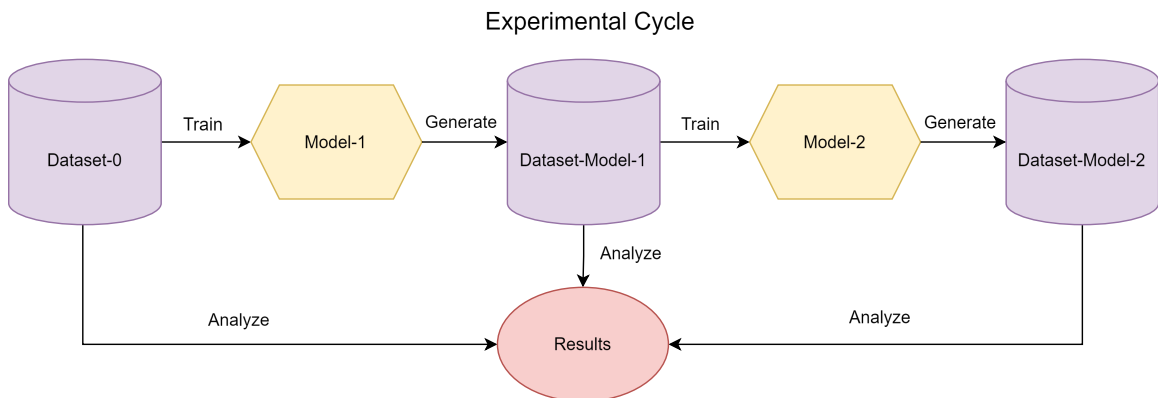 Experimental Cycle
Train
Generate
Train
Generate
Dataset-0
Model-1
Dataset-Model-1
Model-2
Dataset-Model-2
Analyze
Analyze
Analyze
Results